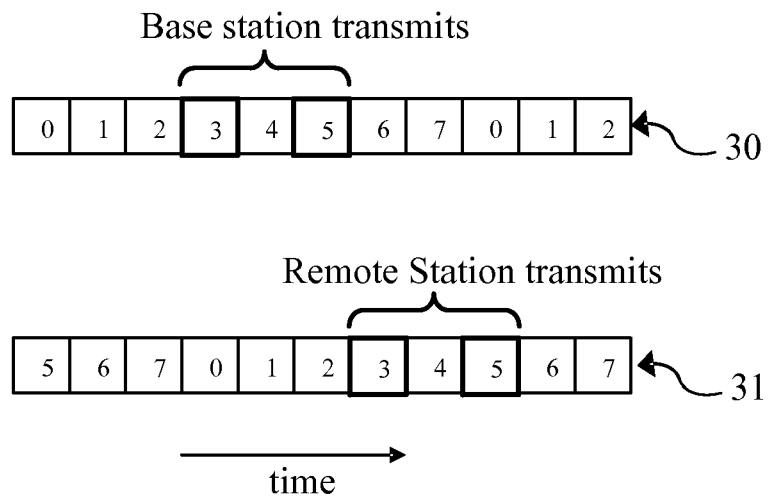 Base station transmits
0 1 2 3 4 5 6 7 0 1 2
30
Remote Station transmits
5 6 7 0 1 2 3 4 5 6 7
31
time